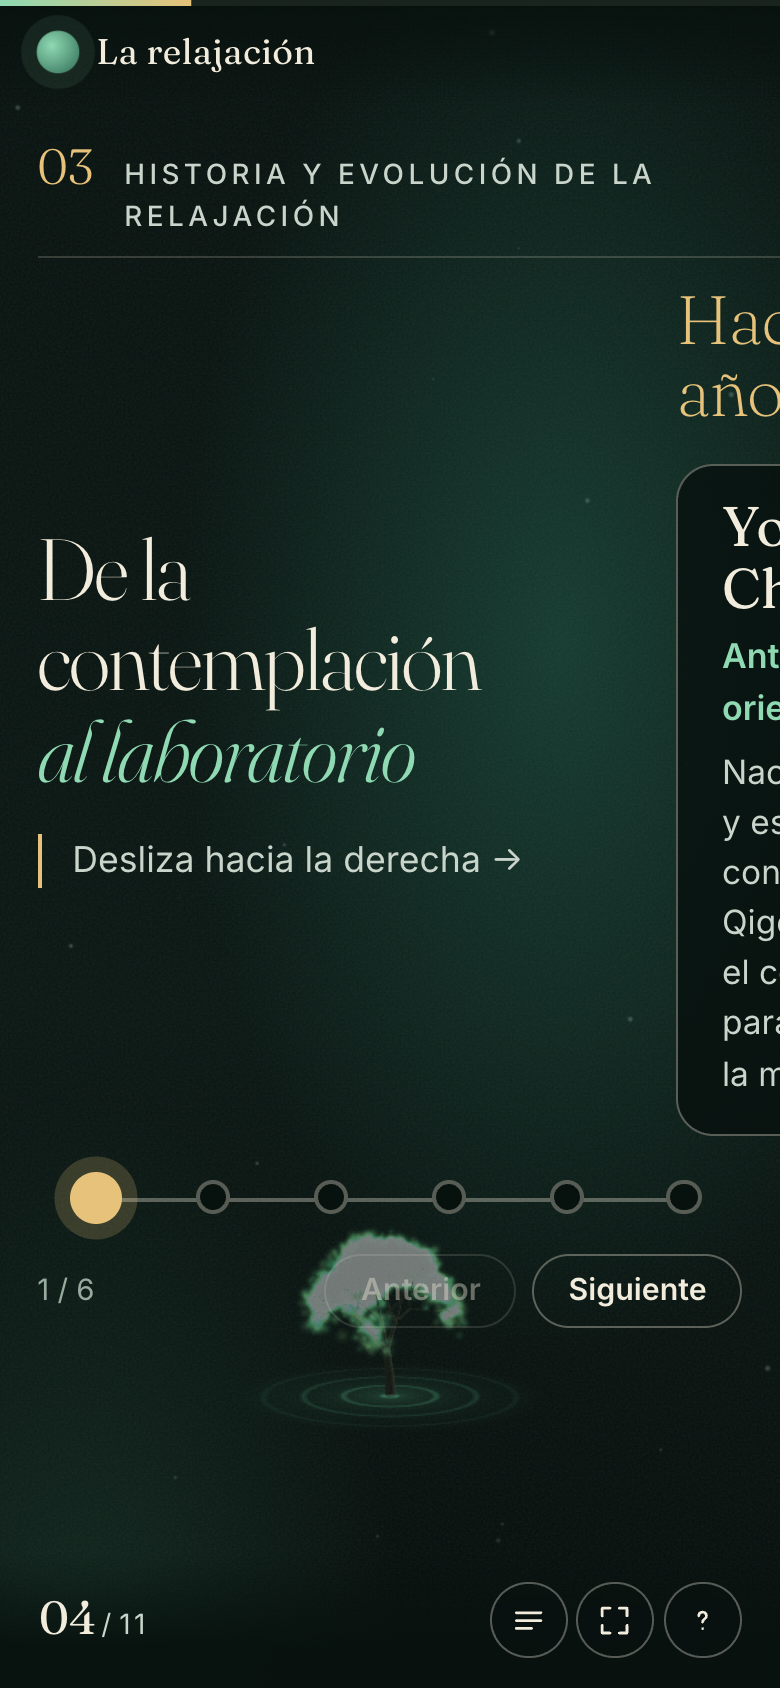 La relajación
03 HISTORIA Y EVOLUCIÓN DE LA
RELAJACIÓN
De la
contemplación
al laboratorio
Desliza hacia la derecha →
1 / 6
Anterior
Siguiente
04 / 11
?